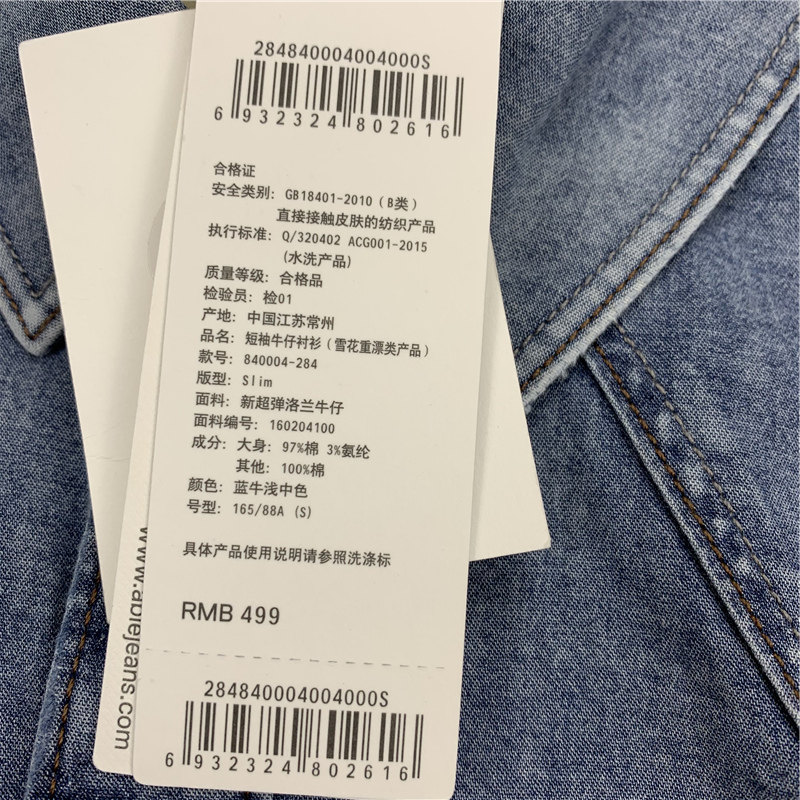 284840004004000S
6 932324 802616
合格证
安全类别: GB18401-2010（B类）
直接接触皮肤的纺织产品
执行标准: Q/320402 ACG001-2015
(水洗产品)
质量等级: 合格品
检验员: 检01
产地: 中国江苏常州
品名: 短袖牛仔衬衫（雪花重漂类产品）
款号: 840004-284
版型: Slim
面料: 新超弹洛兰牛仔
面料编号: 160204100
成分: 大身: 97%棉 3%氨纶
其他: 100%棉
颜色: 蓝牛浅中色
号型: 165/88A (S)
具体产品使用说明请参照洗涤标
RMB 499
284840004004000S
6 932324 802616
www.ablejeans.com